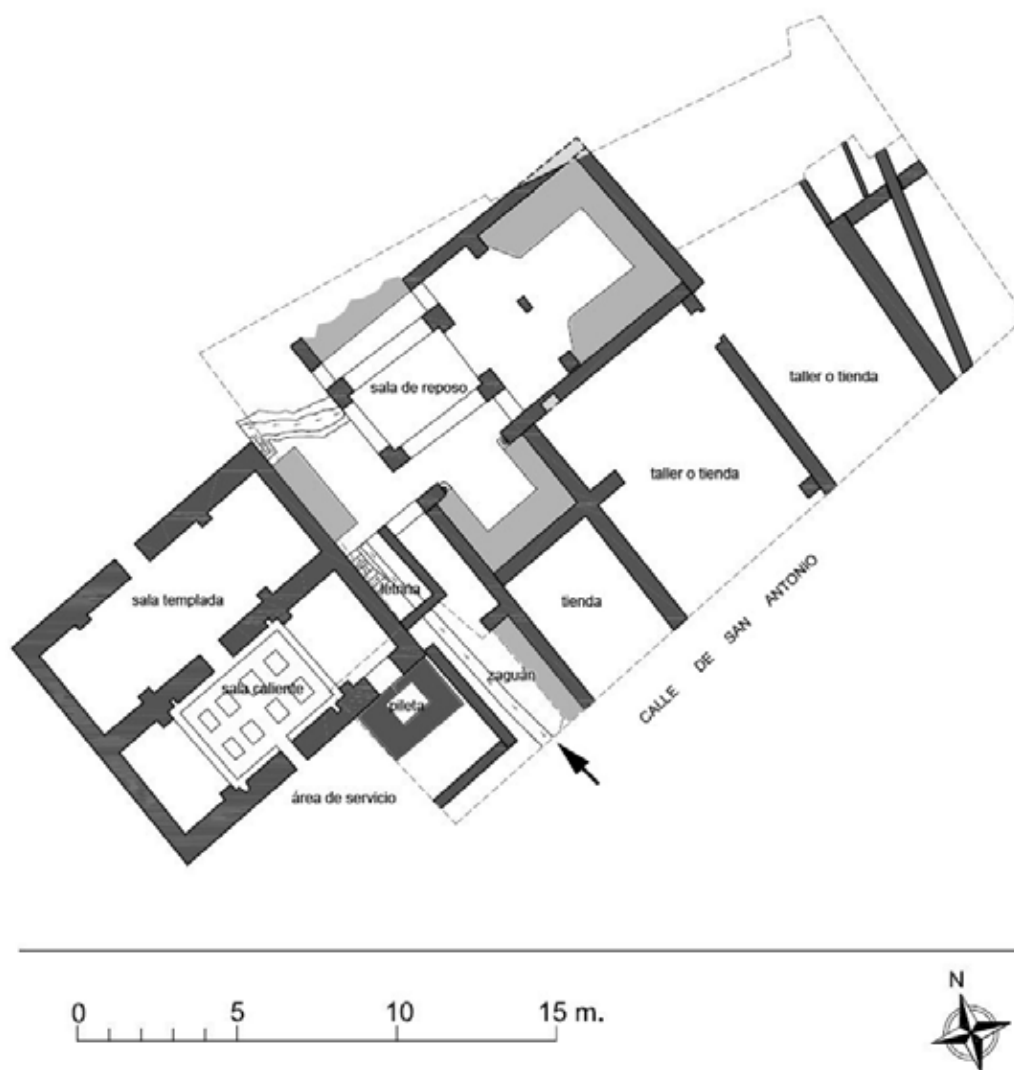 sala de reposo
taller o tienda
taller o tienda
letrina
tienda
sala templada
zaguán
sala caliente
pileta
CALLE DE SAN ANTONIO
área de servicio
N
0 5 10 15 m.